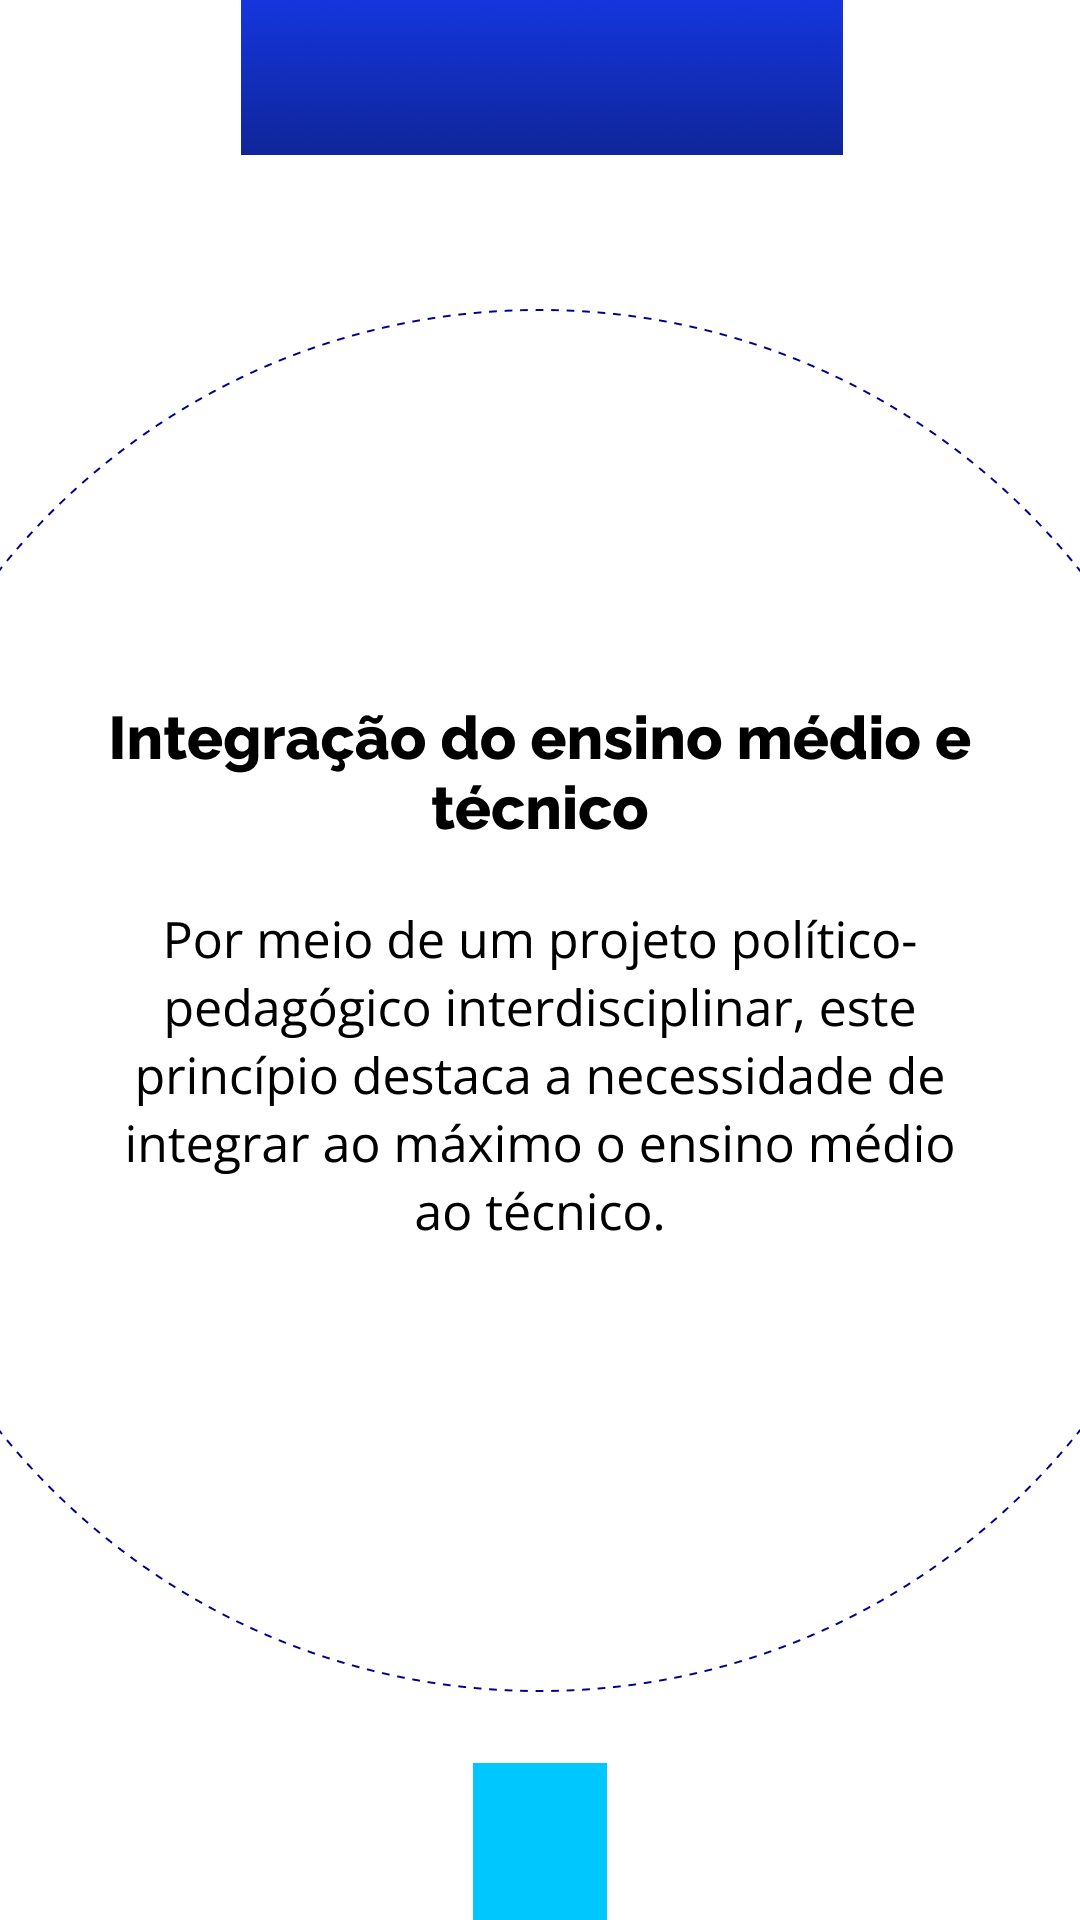 Integração do ensino médio e
técnico
Por meio de um projeto político-
pedagógico interdisciplinar, este
princípio destaca a necessidade de
integrar ao máximo o ensino médio
ao técnico.